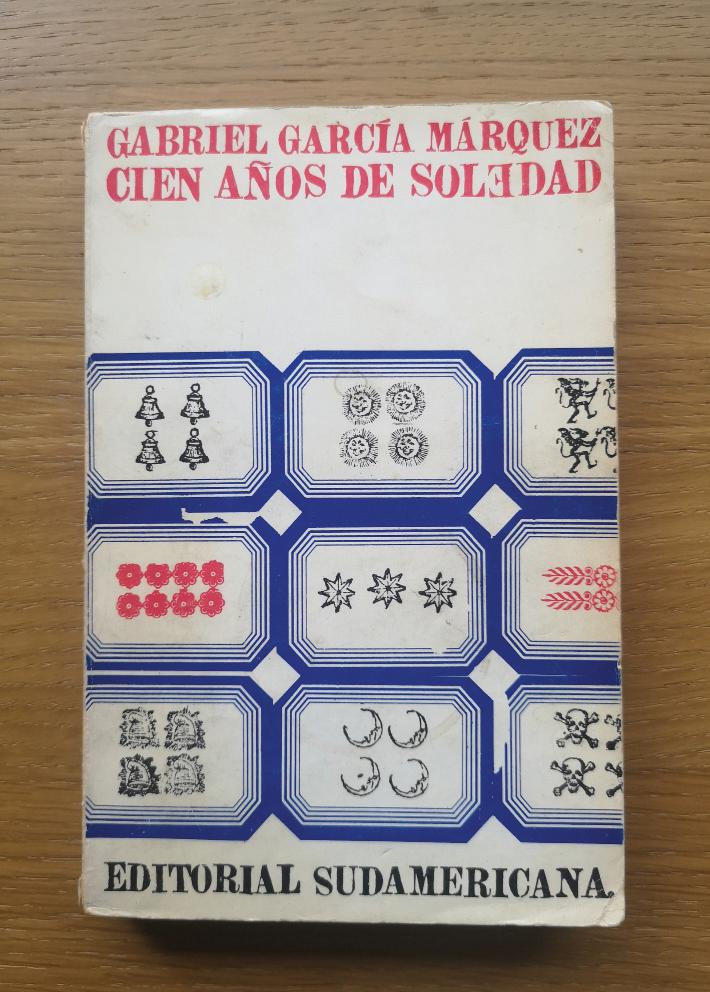 GABRIEL GARCÍA MÁRQUEZ
CIEN AÑOS DE SOLƎDAD
EDITORIAL SUDAMERICANA